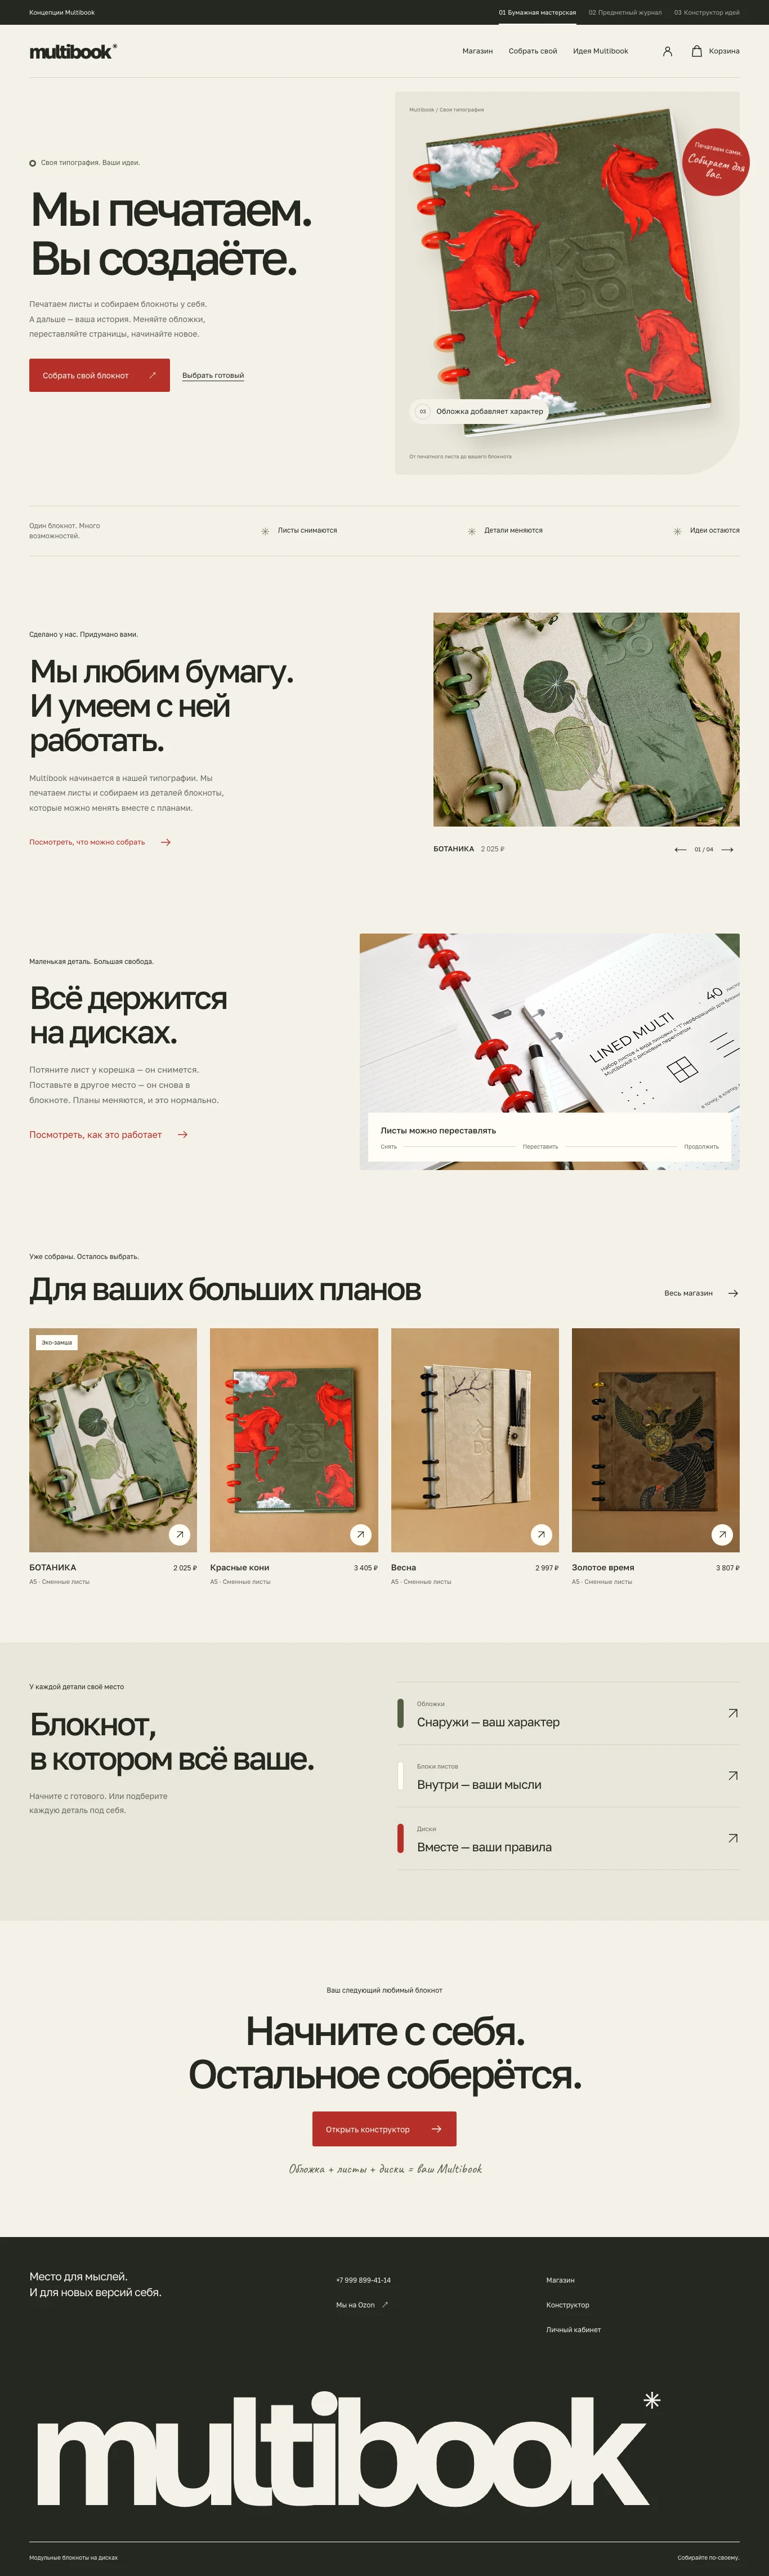 Концепции Multibook
01 Бумажная мастерская
02 Предметный журнал
03 Конструктор идей
multibook*
Магазин
Собрать свой
Идея Multibook
Корзина
Своя типография. Ваши идеи.
Мы печатаем.
Вы создаёте.
Печатаем листы и собираем блокноты у себя.
А дальше — ваша история. Меняйте обложки,
переставляйте страницы, начинайте новое.
Собрать свой блокнот
Выбрать готовый
Multibook / Своя типография
Печатаем сами.
Собираем для
вас.
03
Обложка добавляет характер
От печатного листа до вашего блокнота
Один блокнот. Много
возможностей.
Листы снимаются
Детали меняются
Идеи остаются
Сделано у нас. Придумано вами.
Мы любим бумагу.
И умеем с ней
работать.
Multibook начинается в нашей типографии. Мы
печатаем листы и собираем из деталей блокноты,
которые можно менять вместе с планами.
Посмотреть, что можно собрать
БОТАНИКА 2 025 ₽
01 / 04
Маленькая деталь. Большая свобода.
Всё держится
на дисках.
Потяните лист у корешка — он снимется.
Поставьте в другое место — он снова в
блокноте. Планы меняются, и это нормально.
Посмотреть, как это работает
LINED MULTI
40
Листы можно переставлять
Снять
Переставить
Продолжить
Уже собраны. Осталось выбрать.
Для ваших больших планов
Весь магазин
Эко-замша
БОТАНИКА 2 025 ₽
А5 · Сменные листы
Красные кони 3 405 ₽
А5 · Сменные листы
Весна 2 997 ₽
А5 · Сменные листы
Золотое время 3 807 ₽
А5 · Сменные листы
У каждой детали своё место
Блокнот,
в котором всё ваше.
Начните с готового. Или подберите
каждую деталь под себя.
Обложки
Снаружи — ваш характер
Блоки листов
Внутри — ваши мысли
Диски
Вместе — ваши правила
Ваш следующий любимый блокнот
Начните с себя.
Остальное соберётся.
Открыть конструктор
Обложка + листы + диски = ваш Multibook
Место для мыслей.
И для новых версий себя.
+7 999 899-41-14
Мы на Ozon
Магазин
Конструктор
Личный кабинет
multibook*
Модульные блокноты на дисках
Собирайте по-своему.